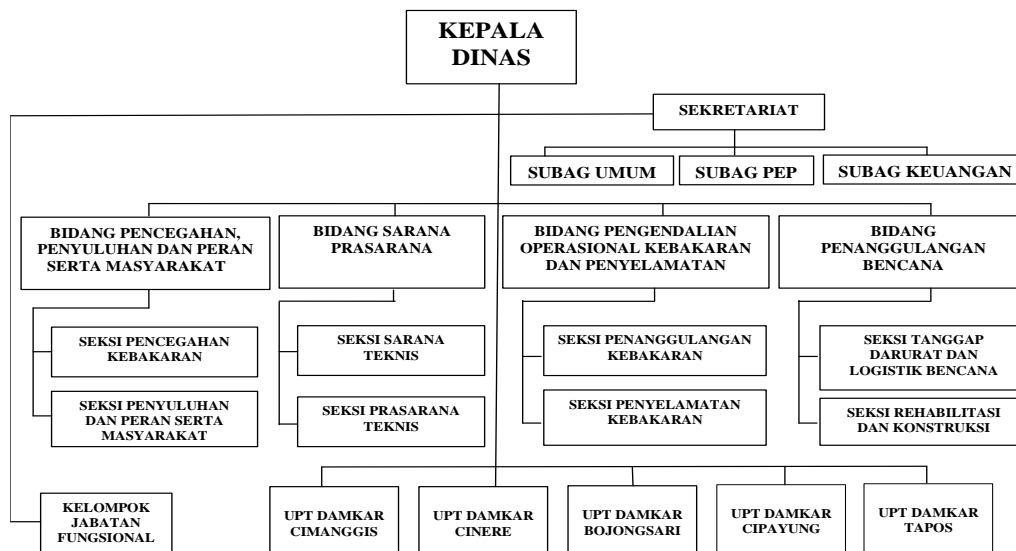 KEPALA
DINAS
SEKRETARIAT
SUBAG UMUM
SUBAG PEP
SUBAG KEUANGAN
BIDANG PENCEGAHAN,
PENYULUHAN DAN PERAN
SERTA MASYARAKAT
BIDANG SARANA
PRASARANA
BIDANG PENGENDALIAN
OPERASIONAL KEBAKARAN
DAN PENYELAMATAN
BIDANG
PENANGGULANGAN
BENCANA
SEKSI PENCEGAHAN
KEBAKARAN
SEKSI SARANA
TEKNIS
SEKSI PENANGGULANGAN
KEBAKARAN
SEKSI TANGGAP
DARURAT DAN
LOGISTIK BENCANA
SEKSI PENYULUHAN
DAN PERAN SERTA
MASYARAKAT
SEKSI PRASARANA
TEKNIS
SEKSI PENYELAMATAN
KEBAKARAN
SEKSI REHABILITASI
DAN KONSTRUKSI
KELOMPOK
JABATAN
FUNGSIONAL
UPT DAMKAR
CIMANGGIS
UPT DAMKAR
CINERE
UPT DAMKAR
BOJONGSARI
UPT DAMKAR
CIPAYUNG
UPT DAMKAR
TAPOS